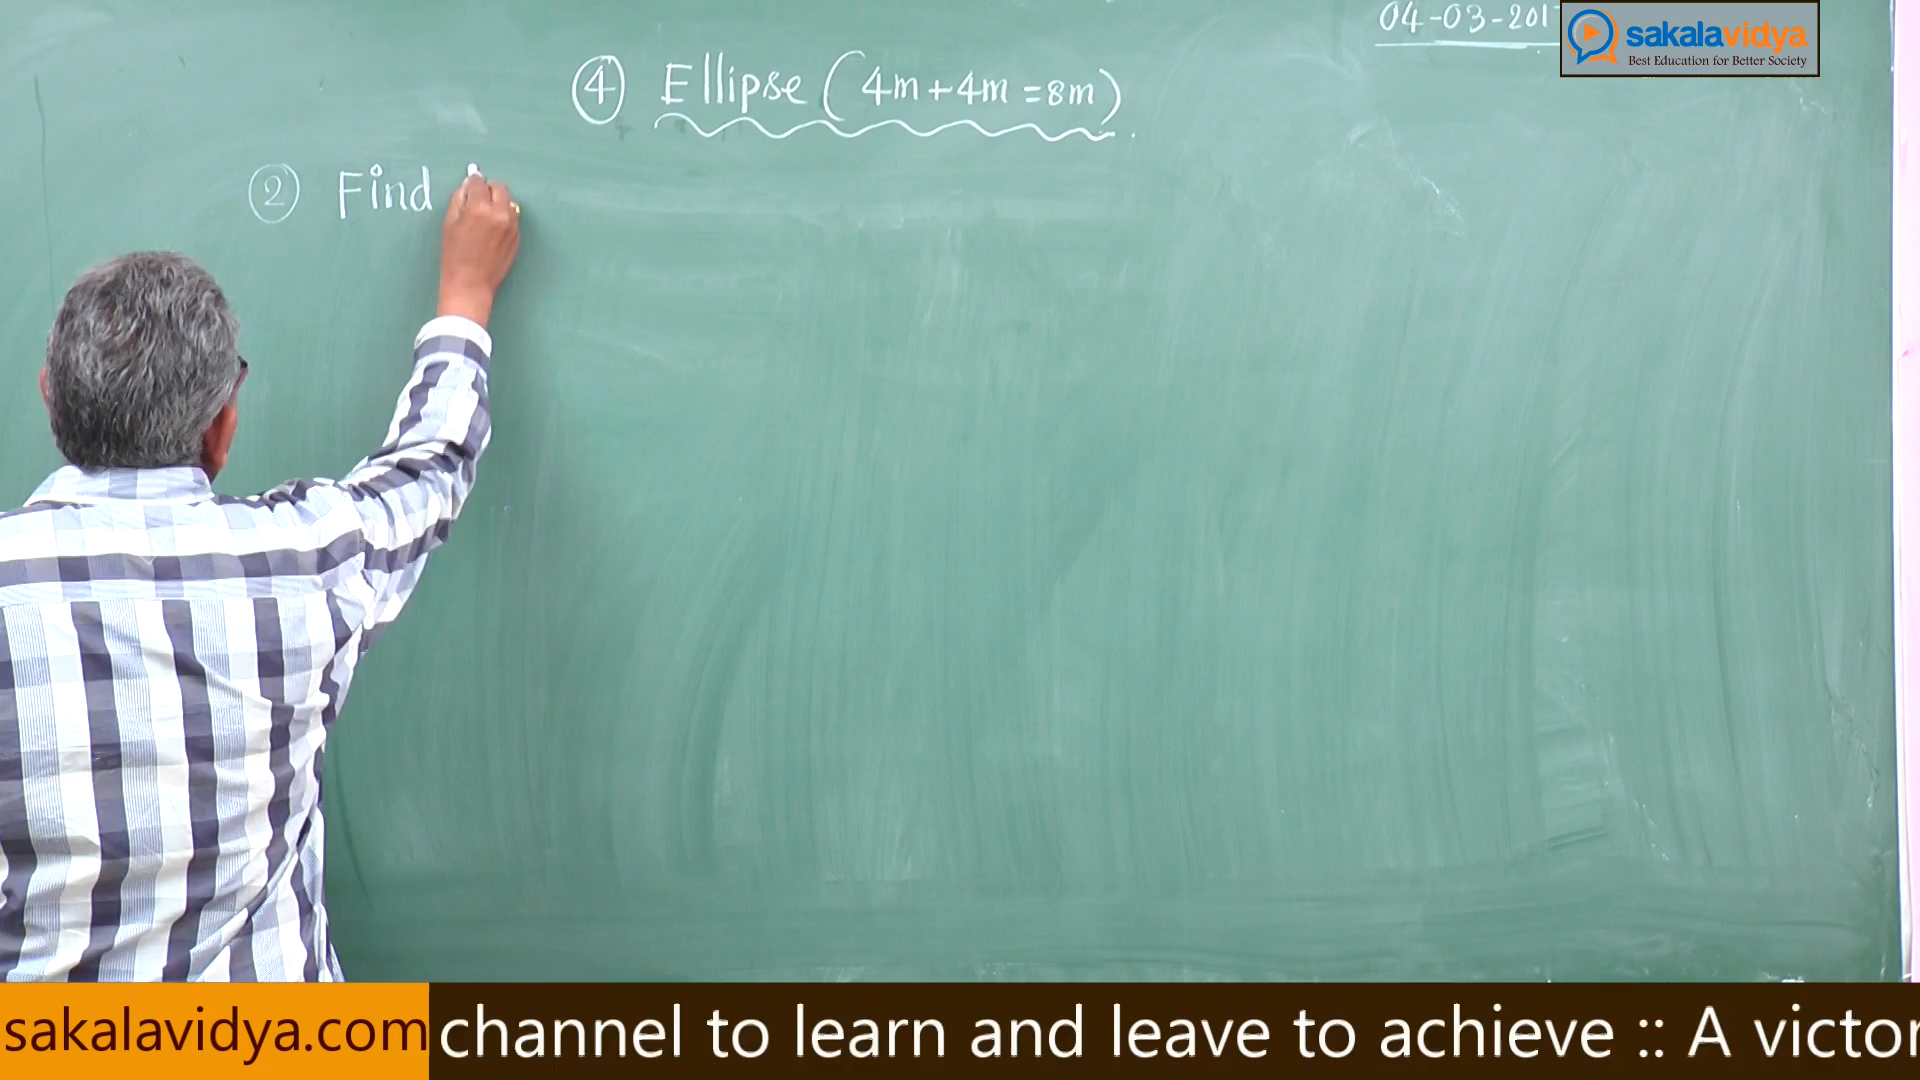 04-03-201
sakalavidya
Best Education for Better Society
④ Ellipse (4m+4m=8m)
② Find
sakalavidya.com channel to learn and leave to achieve :: A victor